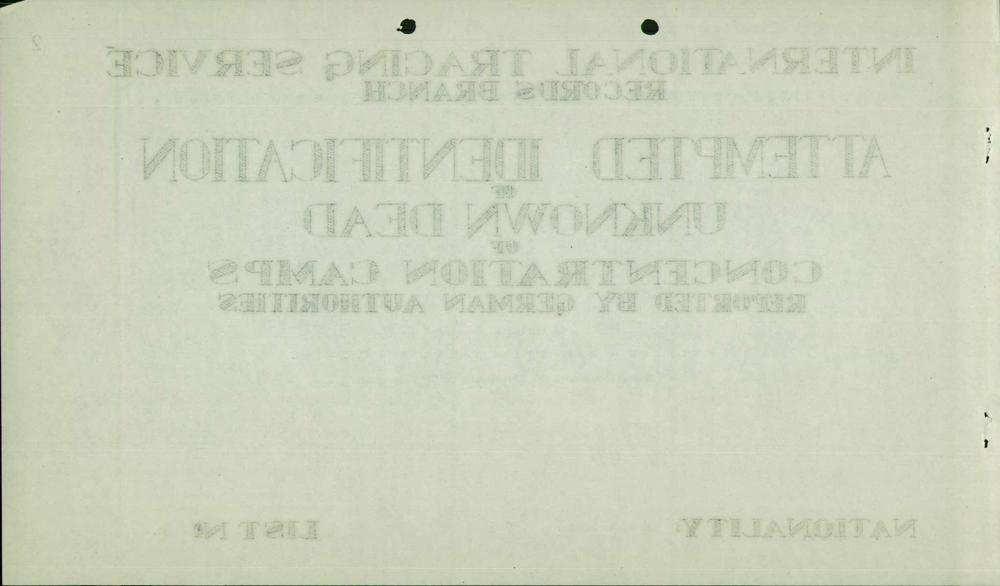 2
INTERNATIONAL TRACING SERVICE
RECORDS BRANCH
ATTEMPTED IDENTIFICATION
OF
UNKNOWN DEAD
OF
CONCENTRATION CAMPS
REPORTED BY GERMAN AUTHORITIES
NATIONALITY: LIST Nº